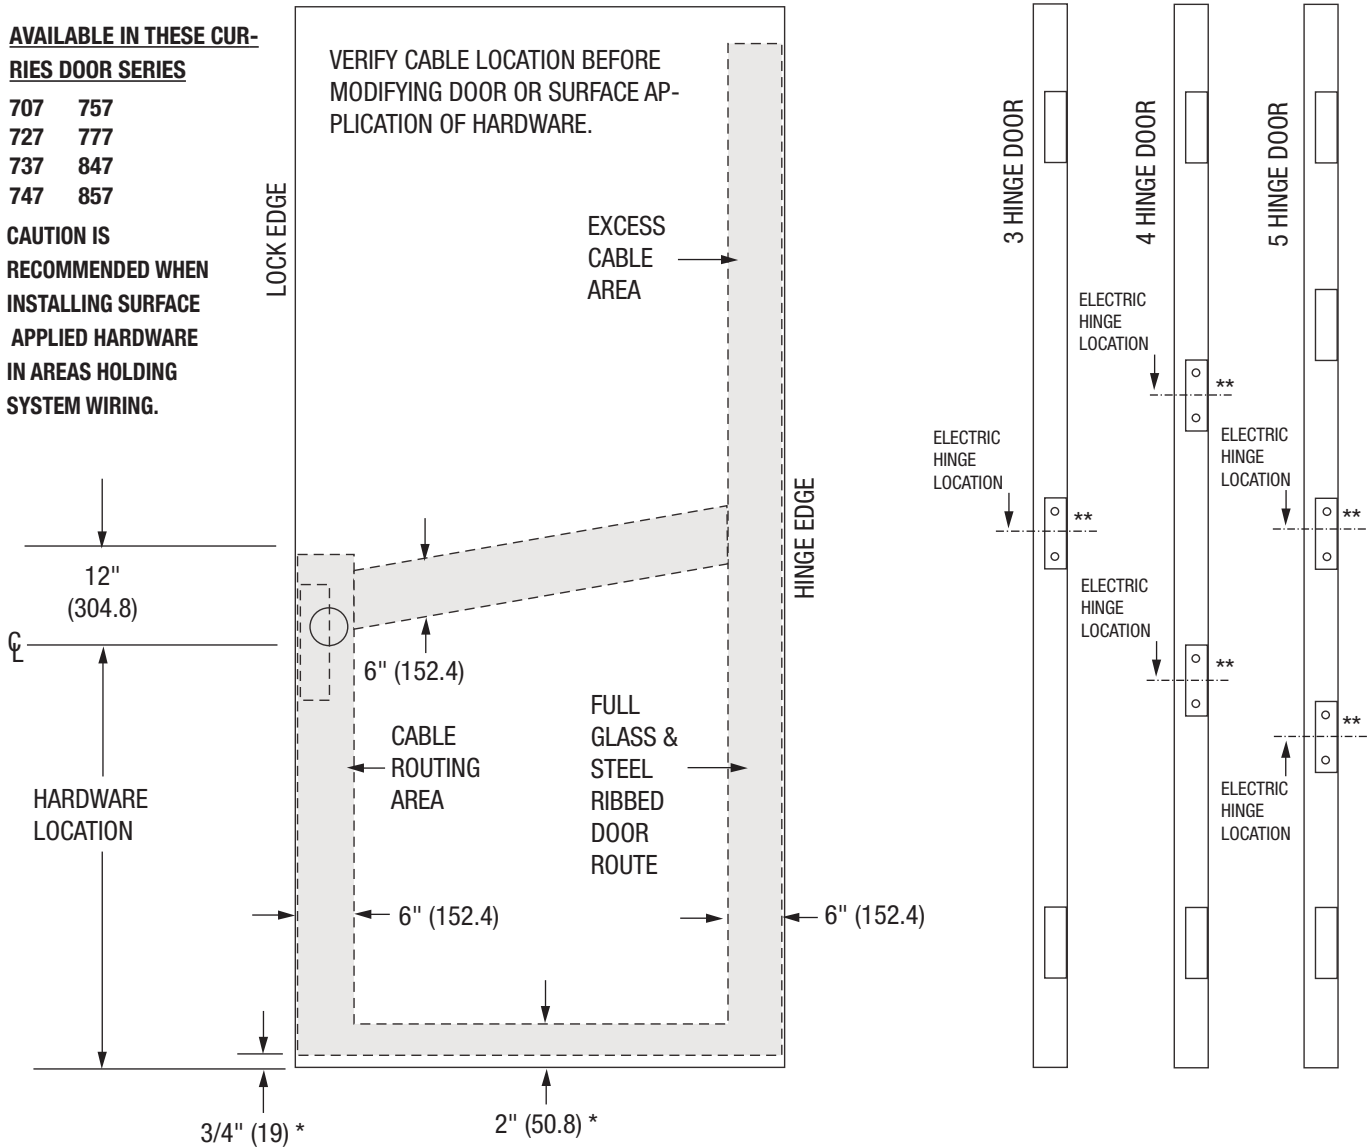 AVAILABLE IN THESE CUR-
RIES DOOR SERIES
707 757
727 777
737 847
747 857
CAUTION IS
RECOMMENDED WHEN
INSTALLING SURFACE
APPLIED HARDWARE
IN AREAS HOLDING
SYSTEM WIRING.
VERIFY CABLE LOCATION BEFORE
MODIFYING DOOR OR SURFACE AP-
PLICATION OF HARDWARE.
LOCK EDGE
EXCESS
CABLE
AREA
HINGE EDGE
12"
(304.8)
℄
HARDWARE
LOCATION
6" (152.4)
CABLE
ROUTING
AREA
FULL
GLASS &
STEEL
RIBBED
DOOR
ROUTE
6" (152.4)
6" (152.4)
3/4" (19) *
2" (50.8) *
3 HINGE DOOR
ELECTRIC
HINGE
LOCATION
**
4 HINGE DOOR
ELECTRIC
HINGE
LOCATION
**
ELECTRIC
HINGE
LOCATION
**
5 HINGE DOOR
ELECTRIC
HINGE
LOCATION
**
ELECTRIC
HINGE
LOCATION
**